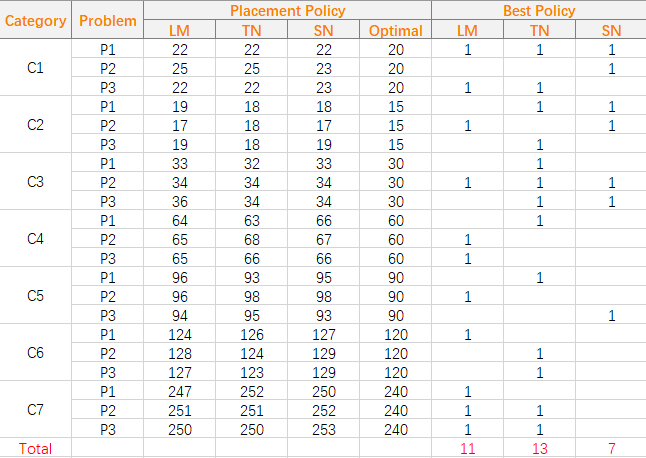 Category Problem Placement Policy Best Policy
LM TN SN Optimal LM TN SN
C1 P1 22 22 22 20 1 1 1
P2 25 25 23 20 1
P3 22 22 23 20 1 1
C2 P1 19 18 18 15 1 1
P2 17 18 17 15 1 1
P3 19 18 19 15 1
C3 P1 33 32 33 30 1
P2 34 34 34 30 1 1 1
P3 36 34 34 30 1 1
C4 P1 64 63 66 60 1
P2 65 68 67 60 1
P3 65 66 66 60 1
C5 P1 96 93 95 90 1
P2 96 98 98 90 1
P3 94 95 93 90 1
C6 P1 124 126 127 120 1
P2 128 124 129 120 1
P3 127 123 129 120 1
C7 P1 247 252 250 240 1
P2 251 251 252 240 1 1
P3 250 250 253 240 1 1
Total 11 13 7